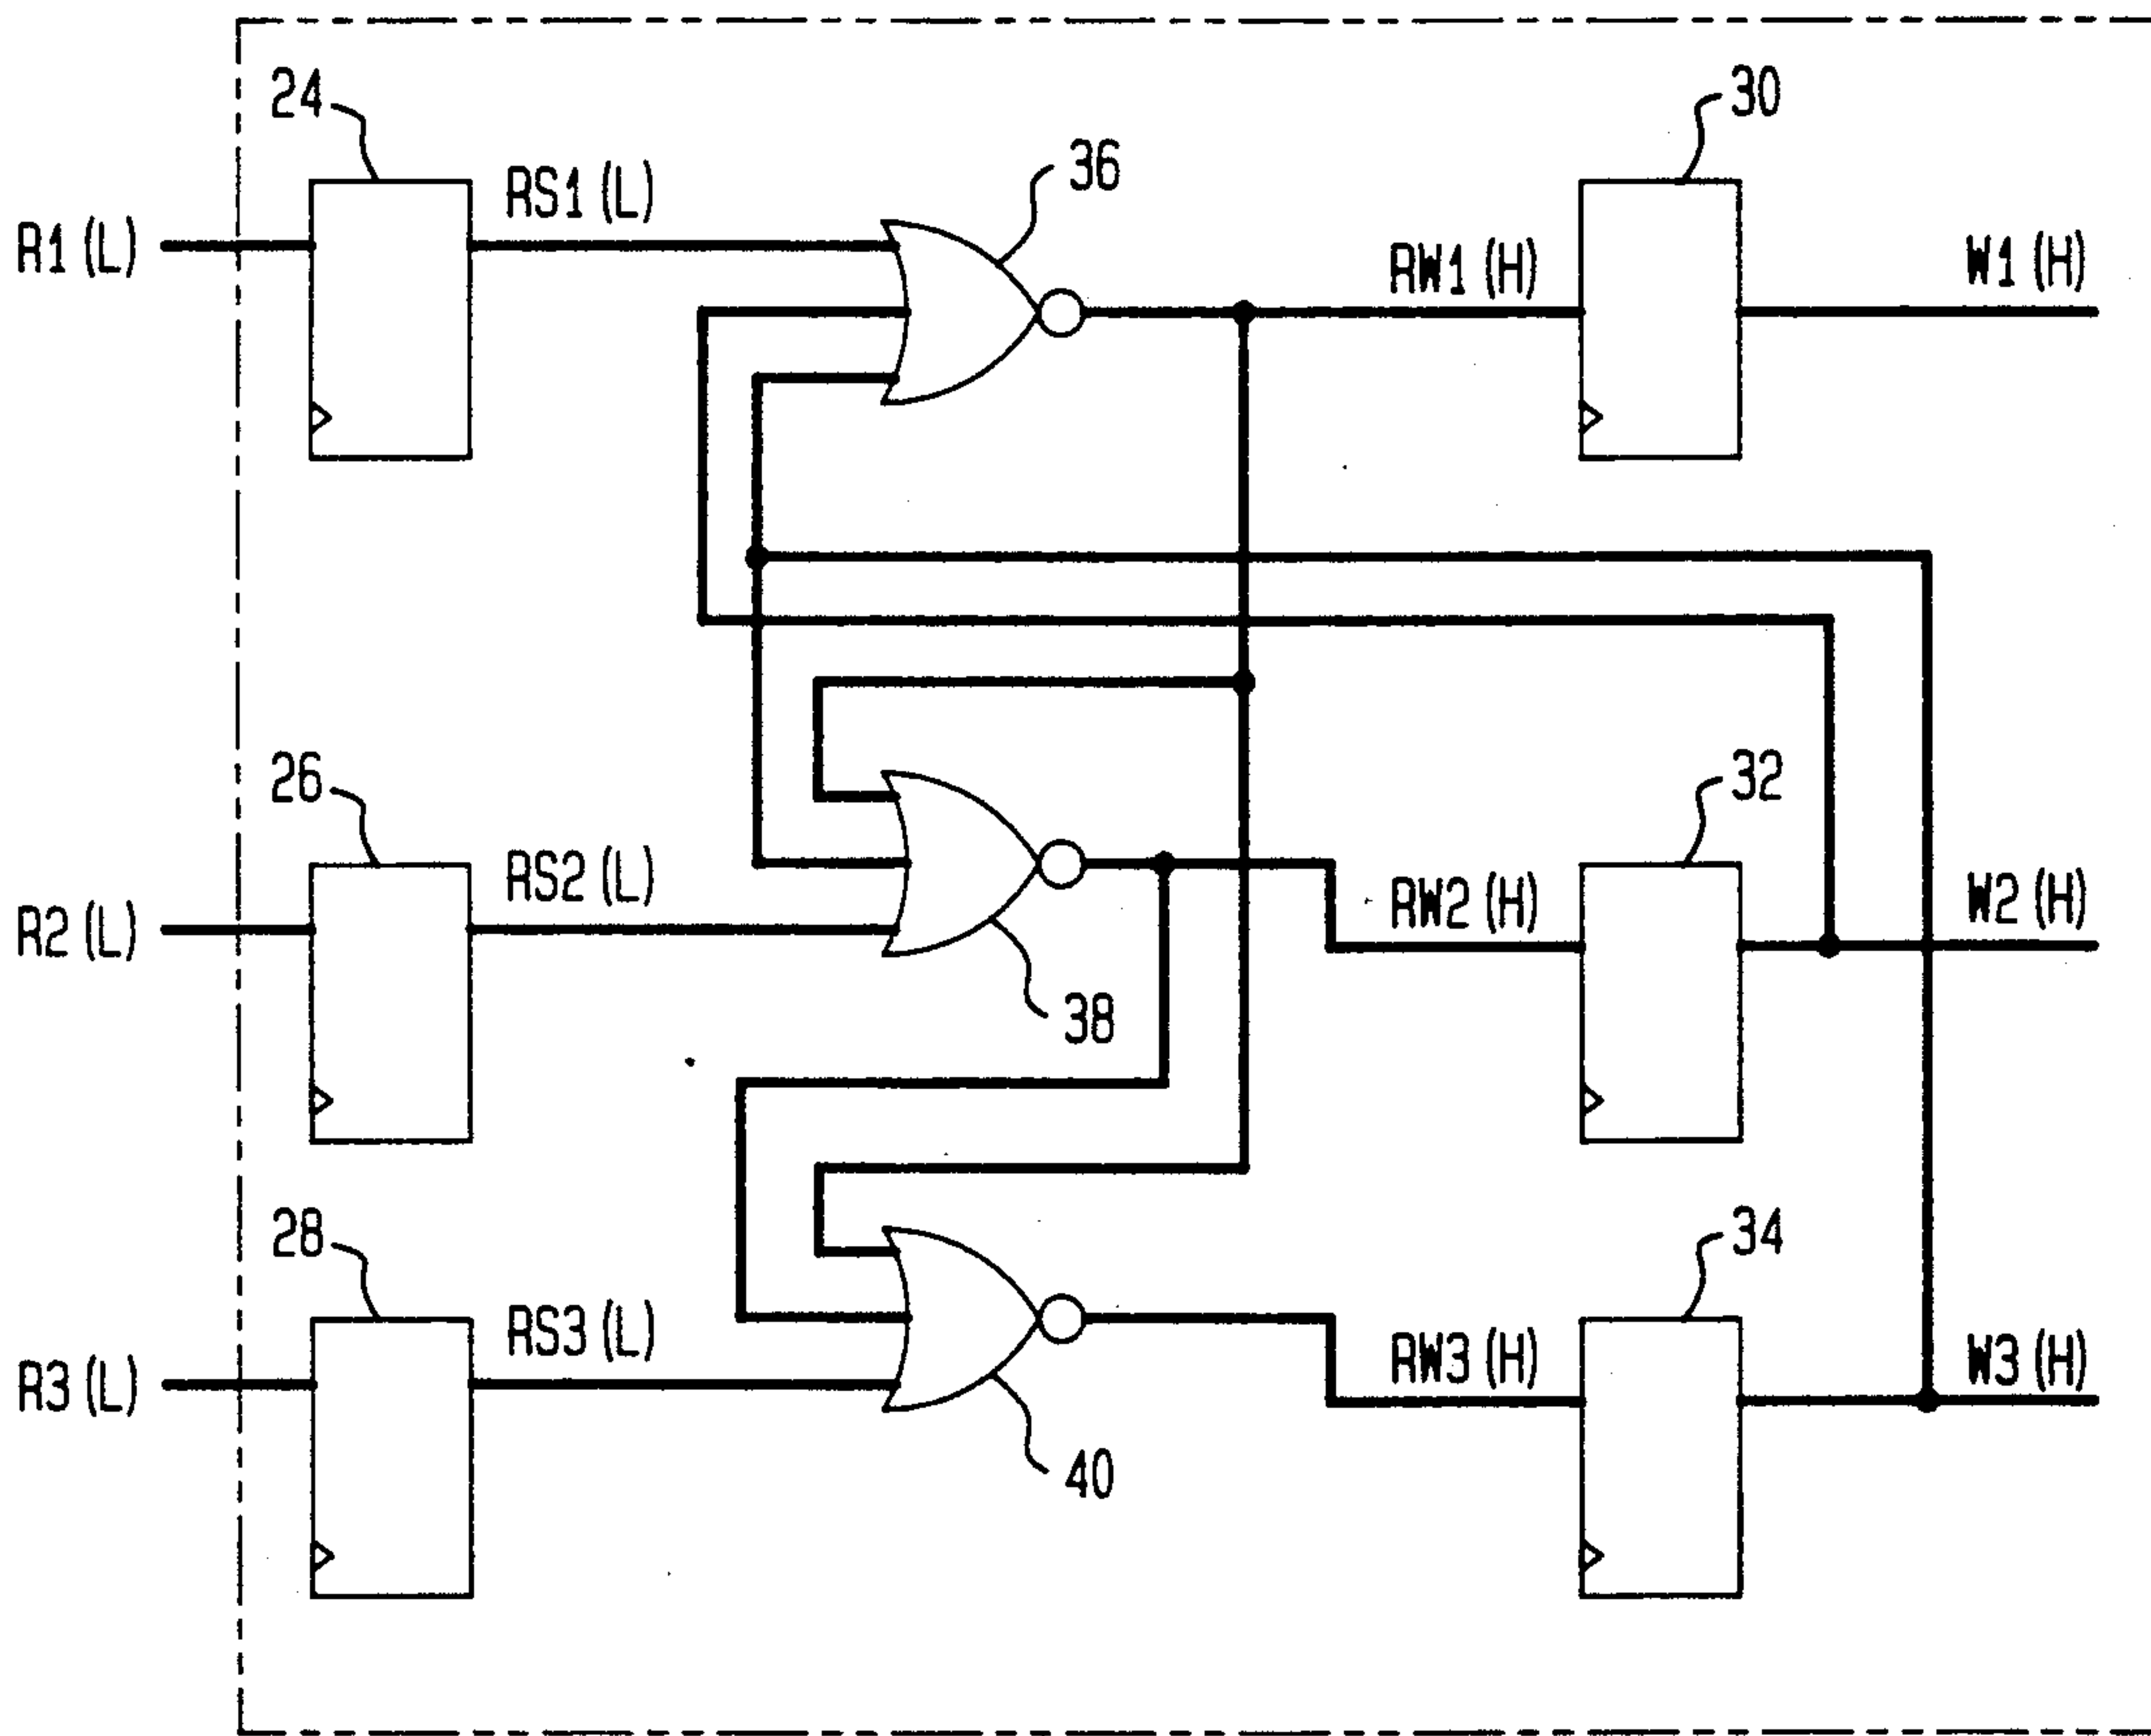 24
30
36
RS1 (L)
R1 (L)
RW1 (H)
W1 (H)
26
32
RS2 (L)
R2 (L)
RW2 (H)
W2 (H)
38
28
34
RS3 (L)
R3 (L)
RW3 (H)
W3 (H)
40